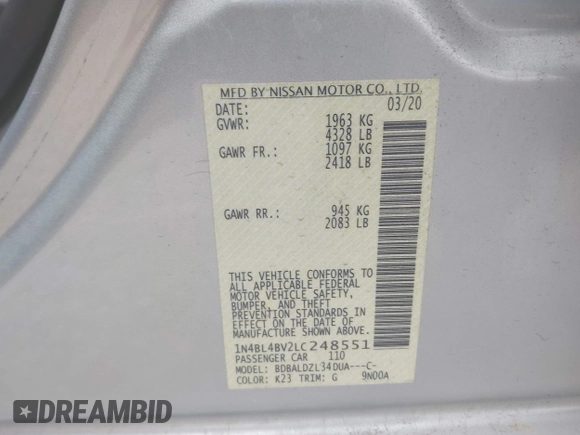 MFD BY NISSAN MOTOR CO., LTD.
DATE: 03/20
GVWR: 1963 KG
4328 LB
GAWR FR.: 1097 KG
2418 LB
GAWR RR.: 945 KG
2083 LB
THIS VEHICLE CONFORMS TO
ALL APPLICABLE FEDERAL
MOTOR VEHICLE SAFETY,
BUMPER, AND THEFT
PREVENTION STANDARDS IN
EFFECT ON THE DATE OF
MANUFACTURE SHOWN ABOVE.
1N4BL4BV2LC248551
PASSENGER CAR 110
MODEL: BDBALDZL34DUA---C-
COLOR: K23 TRIM: G 9N00A
DREAMBID